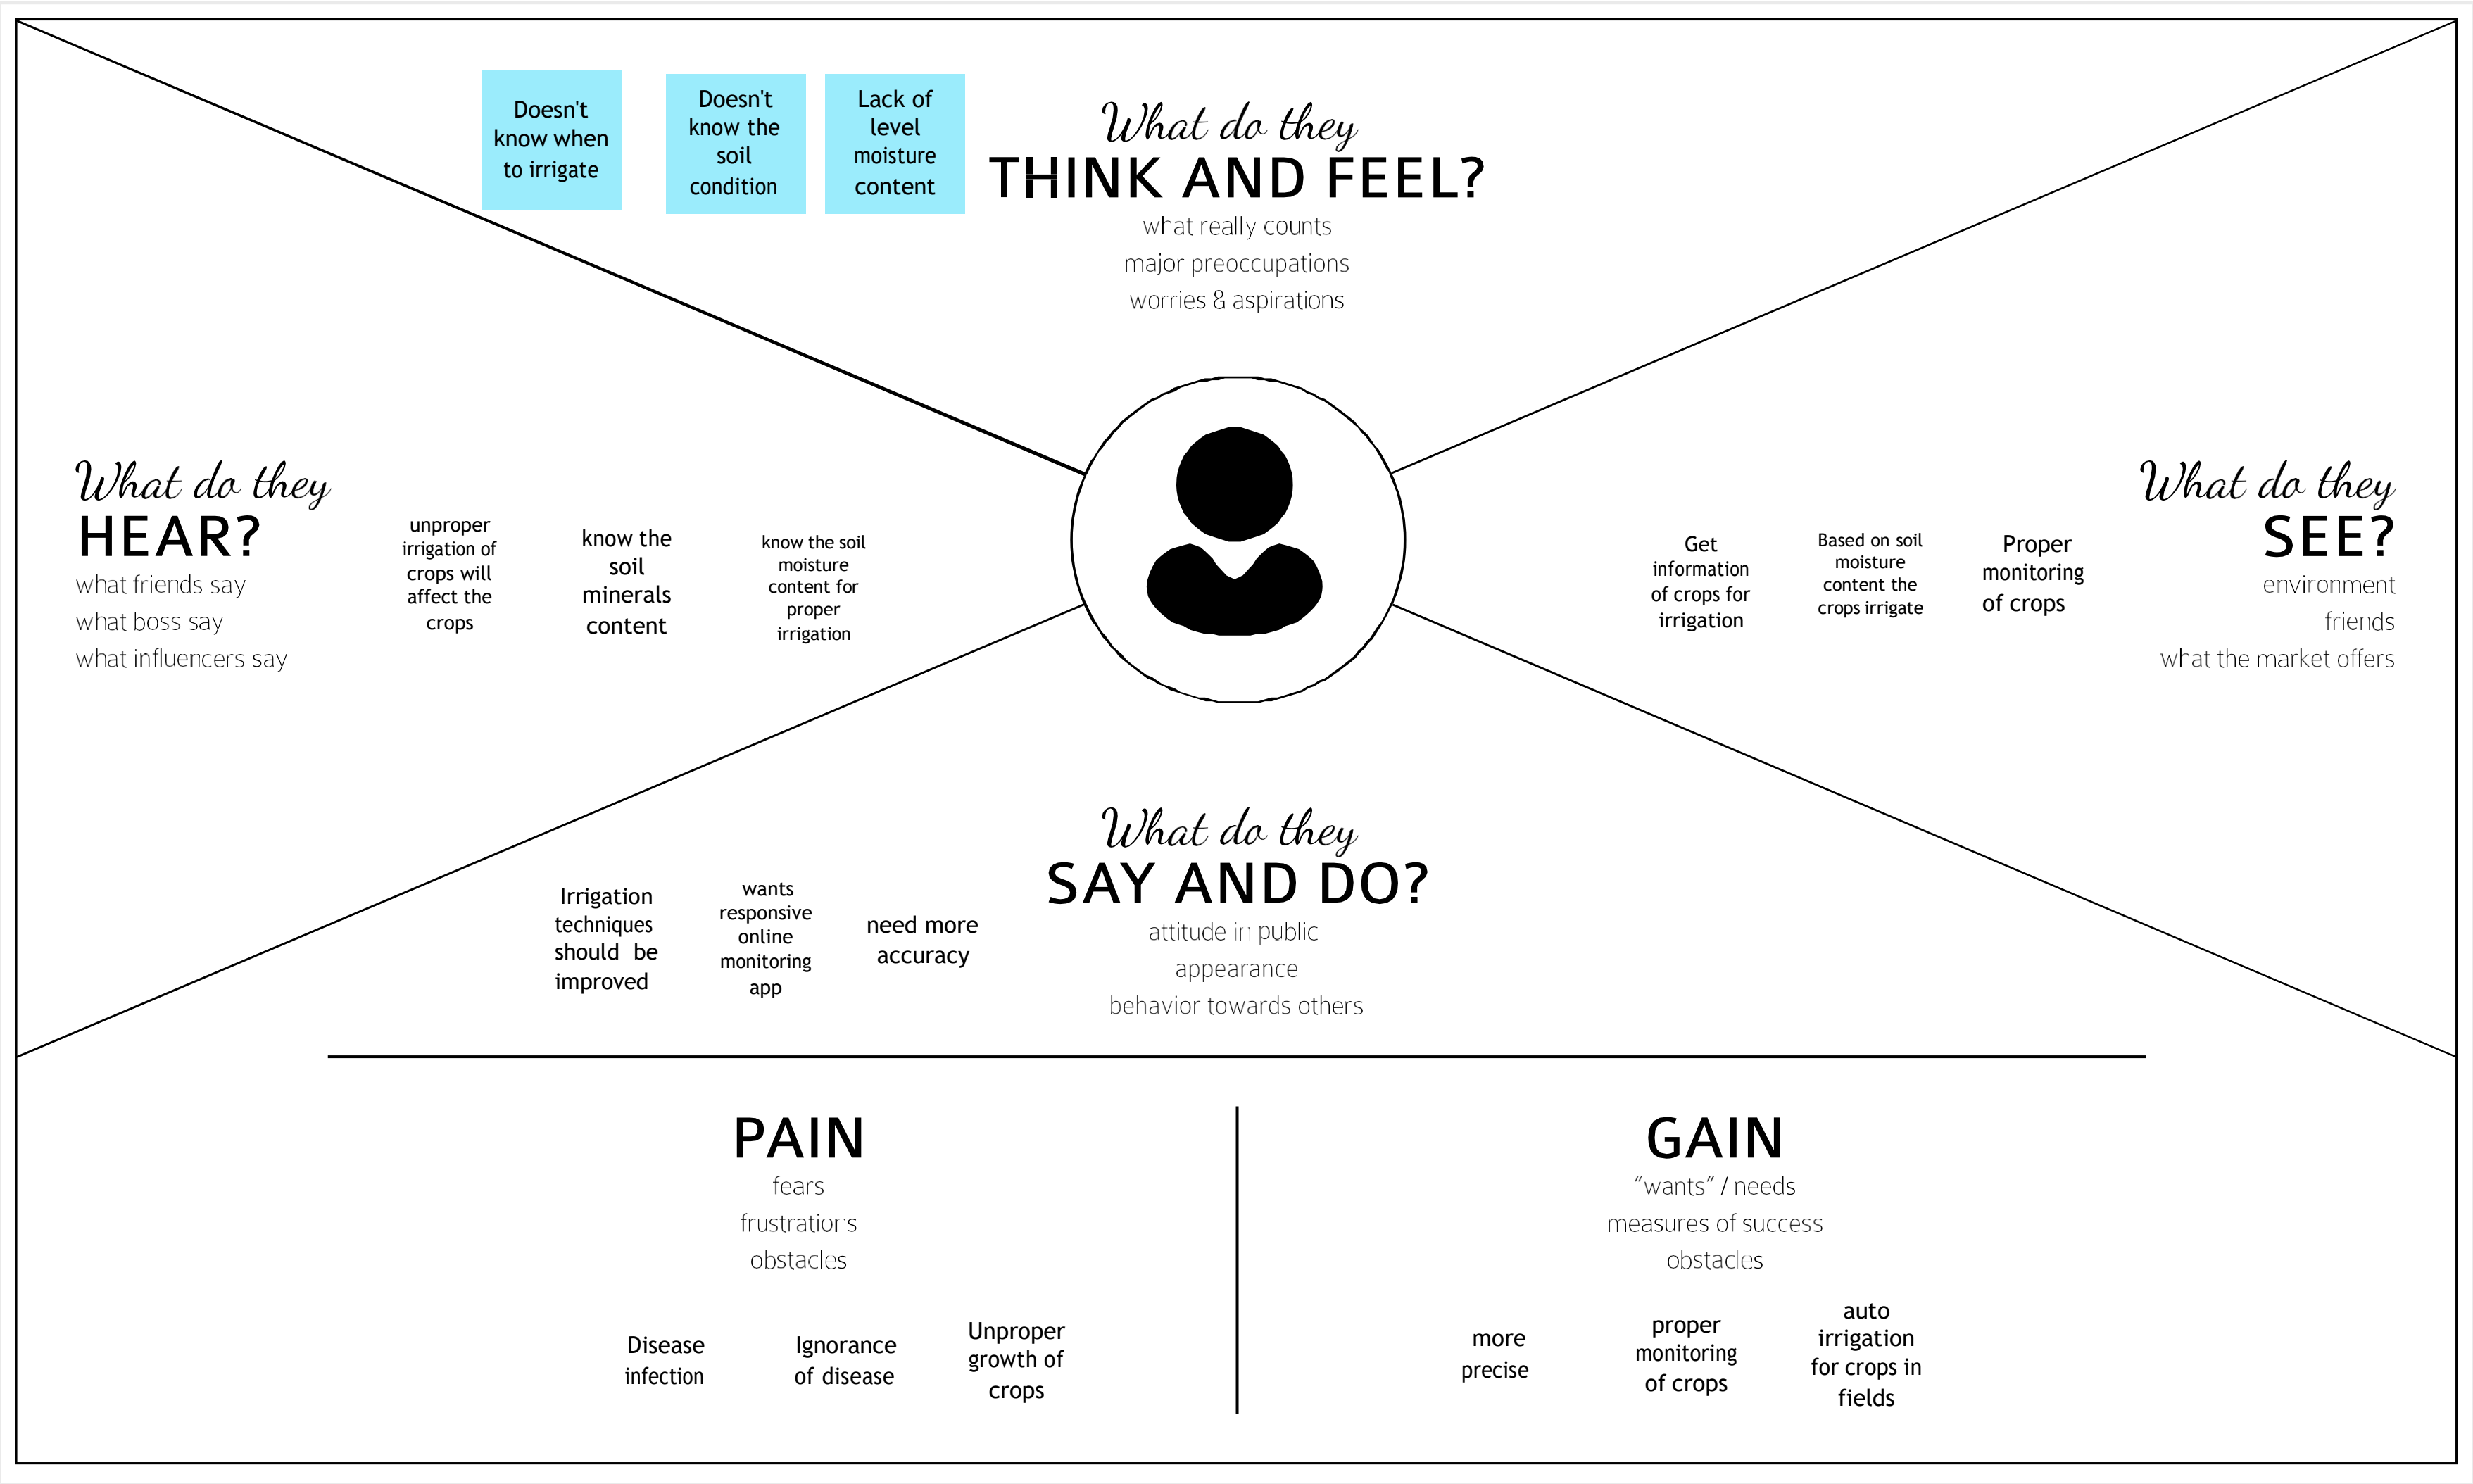 Doesn't
know when
to irrigate
Doesn't
know the
soil
condition
Lack of
level
moisture
content
What do they
THINK AND FEEL?
what really counts
major preoccupations
worries & aspirations
What do they
HEAR?
what friends say
what boss say
what influencers say
unproper
irrigation of
crops will
affect the
crops
know the
soil
minerals
content
know the soil
moisture
content for
proper
irrigation
Get
information
of crops for
irrigation
Based on soil
moisture
content the
crops irrigate
Proper
monitoring
of crops
What do they
SEE?
environment
friends
what the market offers
Irrigation
techniques
should be
improved
wants
responsive
online
monitoring
app
need more
accuracy
What do they
SAY AND DO?
attitude in public
appearance
behavior towards others
PAIN
fears
frustrations
obstacles
Disease
infection
Ignorance
of disease
Unproper
growth of
crops
GAIN
“wants” / needs
measures of success
obstacles
more
precise
proper
monitoring
of crops
auto
irrigation
for crops in
fields